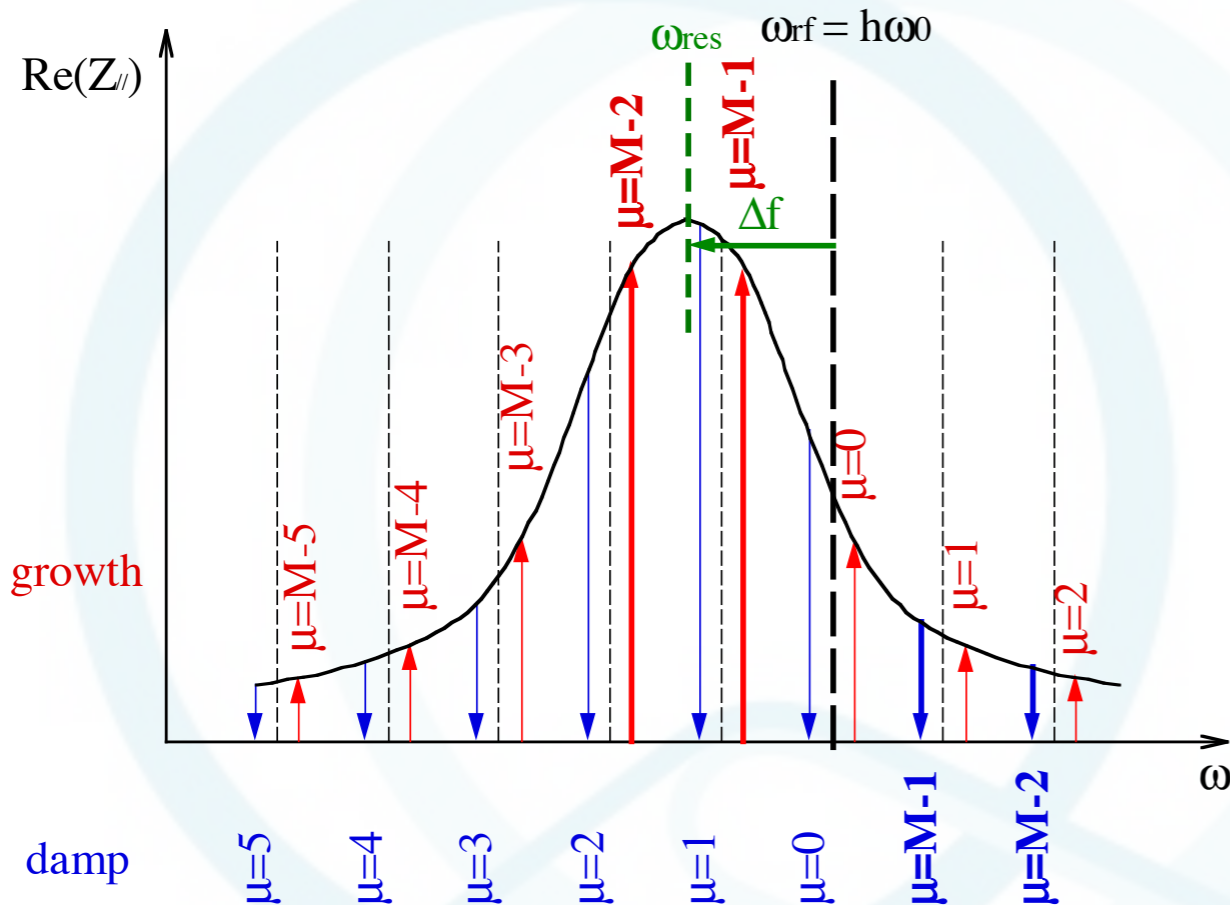 Re(Z//)
ωres
ωrf = hω0
μ=M-2
μ=M-1
Δf
μ=M-3
μ=0
μ=M-5
μ=M-4
μ=1
μ=2
growth
ω
damp
μ=5
μ=4
μ=3
μ=2
μ=1
μ=0
μ=M-1
μ=M-2